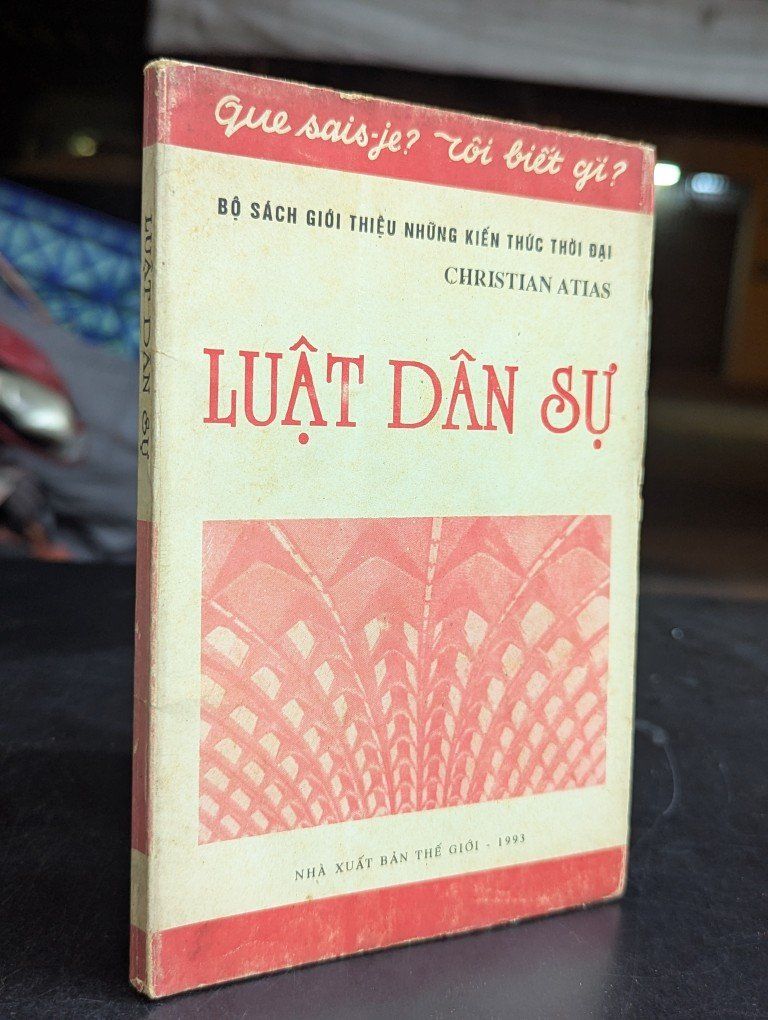 Que sais-je? Tôi biết gì?
BỘ SÁCH GIỚI THIỆU NHỮNG KIẾN THỨC THỜI ĐẠI
CHRISTIAN ATIAS
LUẬT DÂN SỰ
NHÀ XUẤT BẢN THẾ GIỚI - 1993
LUẬT DÂN SỰ